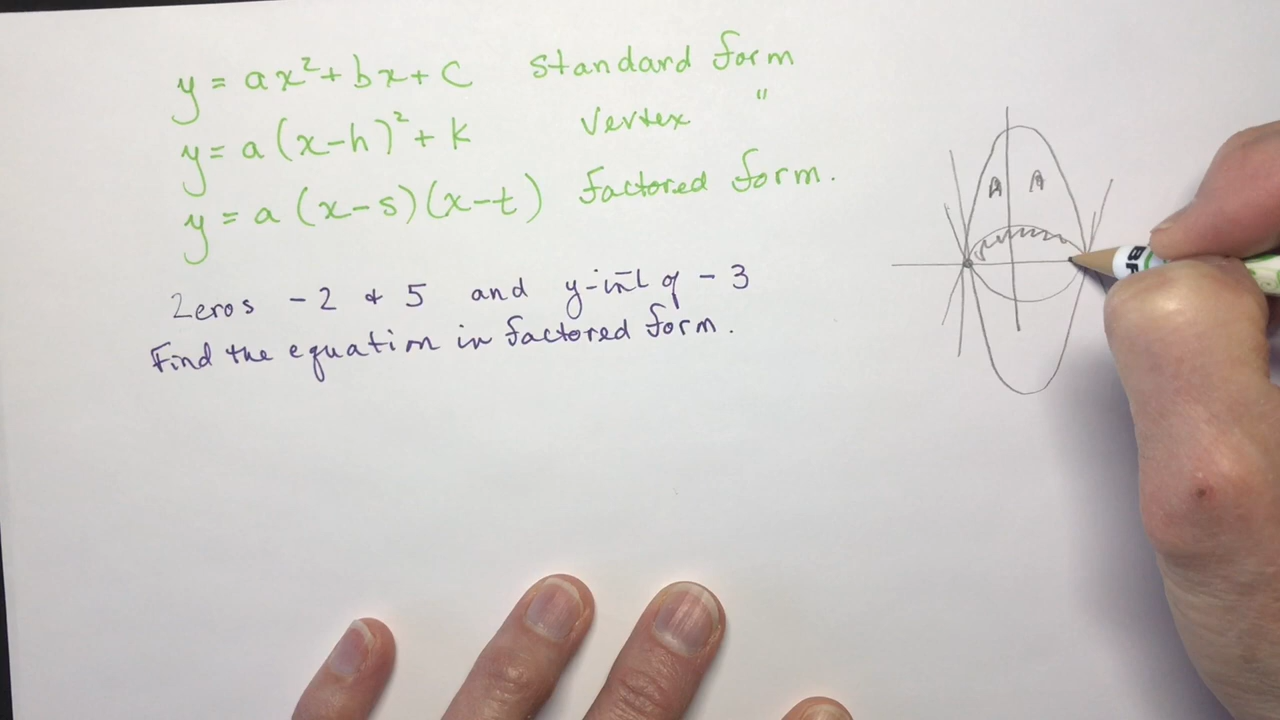 y = ax² + bx + c standard form
y = a(x-h)² + k vertex "
y = a(x-s)(x-t) factored form.
Zeros -2 & 5 and y-int of -3
Find the equation in factored form.
A A